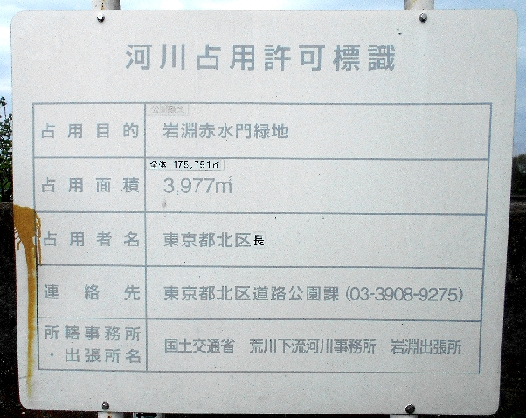 河川占用許可標識
占用目的 岩淵赤水門緑地
全体 175,751㎡
占用面積 3,977㎡
占用者名 東京都北区長
連絡先 東京都北区道路公園課 (03-3908-9275)
所轄事務所 国土交通省 荒川下流河川事務所 岩淵出張所
・出張所名